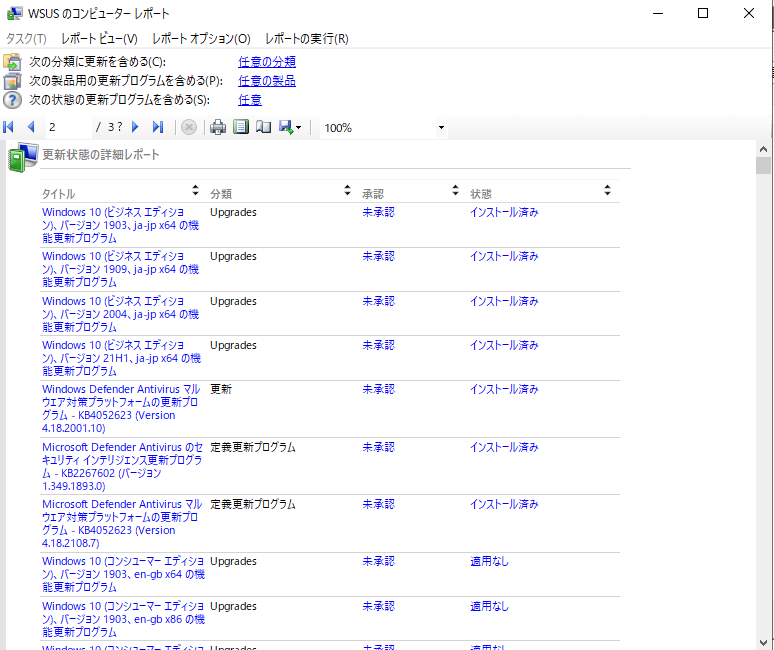 WSUS のコンピューター レポート
タスク(T) レポート ビュー(V) レポート オプション(O) レポートの実行(R)
次の分類に更新を含める(C): 任意の分類
次の製品用の更新プログラムを含める(P): 任意の製品
次の状態の更新プログラムを含める(S): 任意
2 / 3 ? 100%
更新状態の詳細レポート
タイトル 分類 承認 状態
Windows 10 (ビジネス エディショ Upgrades 未承認 インストール済み
ン)、バージョン 1903、ja-jp x64 の機
能更新プログラム
Windows 10 (ビジネス エディショ Upgrades 未承認 インストール済み
ン)、バージョン 1909、ja-jp x64 の機
能更新プログラム
Windows 10 (ビジネス エディショ Upgrades 未承認 インストール済み
ン)、バージョン 2004、ja-jp x64 の機
能更新プログラム
Windows 10 (ビジネス エディショ Upgrades 未承認 インストール済み
ン)、バージョン 21H1、ja-jp x64 の機
能更新プログラム
Windows Defender Antivirus マル 更新 未承認 インストール済み
ウェア対策プラットフォームの更新プロ
グラム - KB4052623 (Version
4.18.2001.10)
Microsoft Defender Antivirus のセ 定義更新プログラム 未承認 インストール済み
キュリティ インテリジェンス更新プログラ
ム - KB2267602 (バージョン
1.349.1893.0)
Microsoft Defender Antivirus マル 定義更新プログラム 未承認 インストール済み
ウェア対策プラットフォームの更新プロ
グラム - KB4052623 (Version
4.18.2108.7)
Windows 10 (コンシューマー エディショ Upgrades 未承認 適用なし
ン)、バージョン 1903、en-gb x64 の機
能更新プログラム
Windows 10 (コンシューマー エディショ Upgrades 未承認 適用なし
ン)、バージョン 1903、en-gb x86 の機
能更新プログラム
Windows 10 (コンシューマー エディショ Upgrades 未承認 適用なし